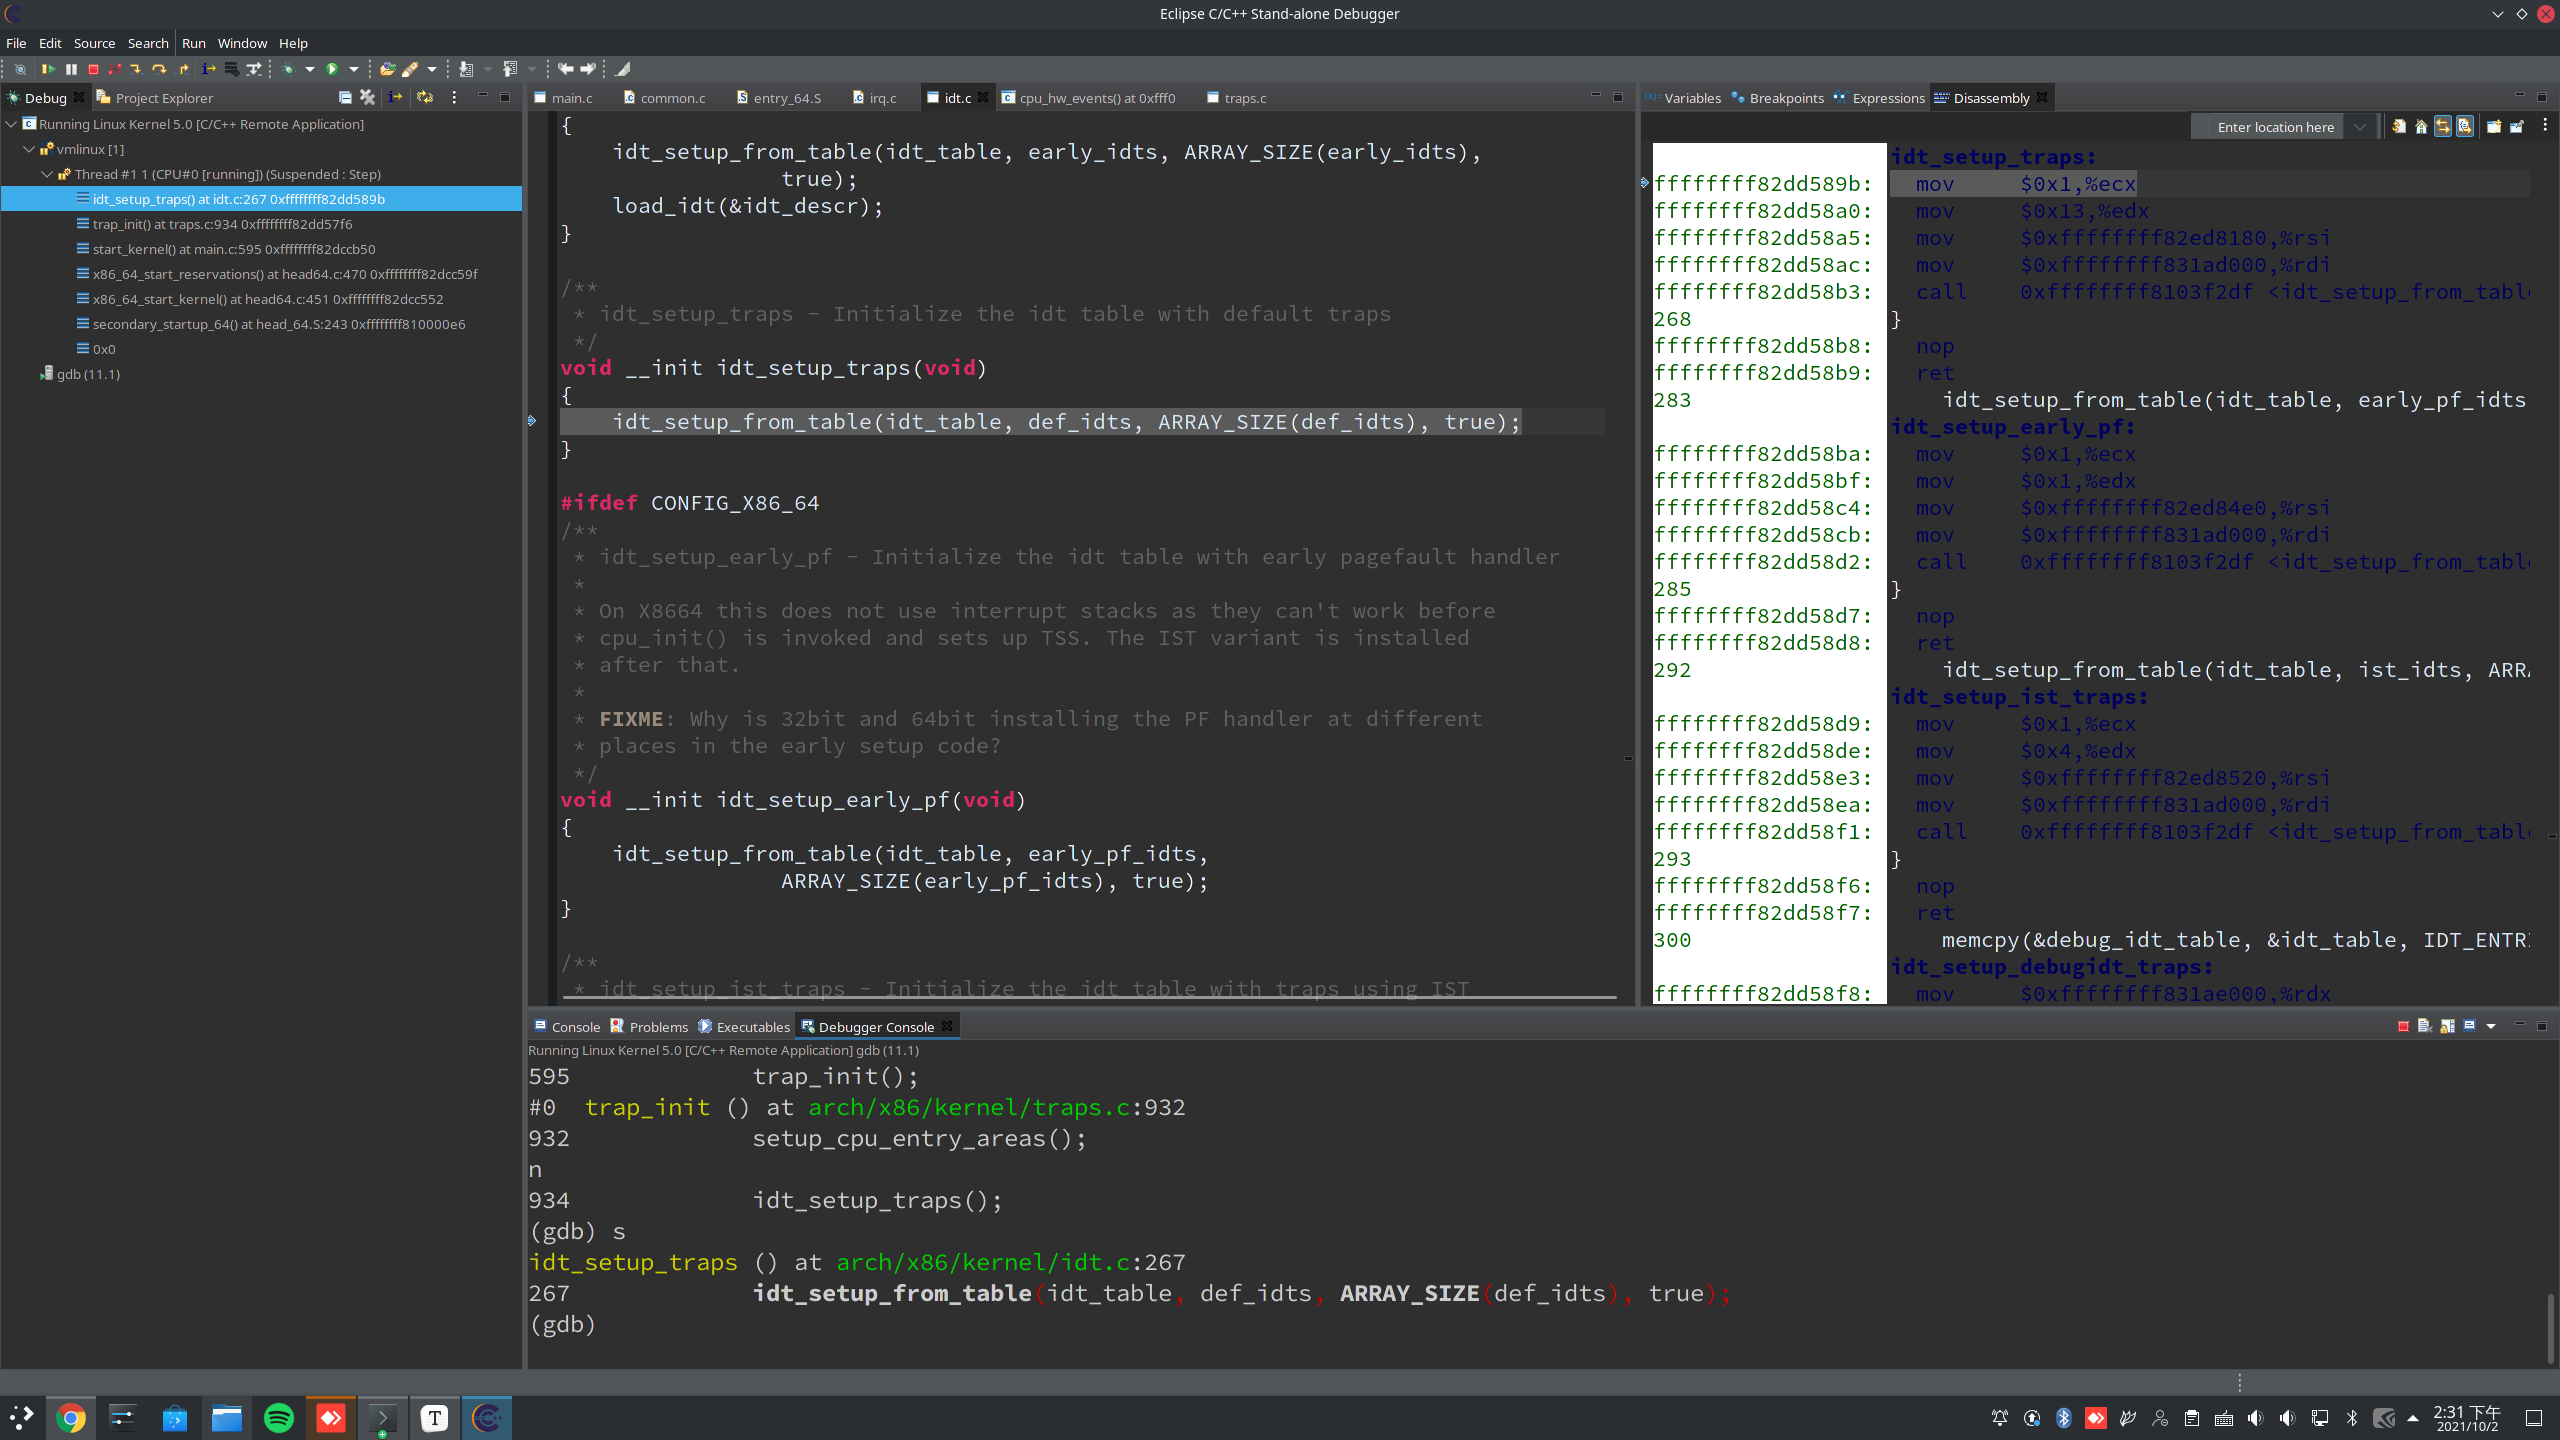 Eclipse C/C++ Stand-alone Debugger
File Edit Source Search Run Window Help
Debug Project Explorer
Running Linux Kernel 5.0 [C/C++ Remote Application]
vmlinux [1]
Thread #1 1 (CPU#0 [running]) (Suspended : Step)
idt_setup_traps() at idt.c:267 0xffffffff82dd589b
trap_init() at traps.c:934 0xffffffff82dd57f6
start_kernel() at main.c:595 0xffffffff82dccb50
x86_64_start_reservations() at head64.c:470 0xffffffff82dcc59f
x86_64_start_kernel() at head64.c:451 0xffffffff82dcc552
secondary_startup_64() at head_64.S:243 0xffffffff810000e6
0x0
gdb (11.1)
main.c common.c entry_64.S irq.c idt.c cpu_hw_events() at 0xfff0 traps.c
{
idt_setup_from_table(idt_table, early_idts, ARRAY_SIZE(early_idts),
true);
load_idt(&idt_descr);
}
/**
* idt_setup_traps - Initialize the idt table with default traps
*/
void __init idt_setup_traps(void)
{
idt_setup_from_table(idt_table, def_idts, ARRAY_SIZE(def_idts), true);
}
#ifdef CONFIG_X86_64
/**
* idt_setup_early_pf - Initialize the idt table with early pagefault handler
*
* On X8664 this does not use interrupt stacks as they can't work before
* cpu_init() is invoked and sets up TSS. The IST variant is installed
* after that.
*
* FIXME: Why is 32bit and 64bit installing the PF handler at different
* places in the early setup code?
*/
void __init idt_setup_early_pf(void)
{
idt_setup_from_table(idt_table, early_pf_idts,
ARRAY_SIZE(early_pf_idts), true);
}
/**
* idt_setup_ist_traps - Initialize the idt table with traps using IST
Variables Breakpoints Expressions Disassembly
Enter location here
idt_setup_traps:
ffffffff82dd589b: mov $0x1,%ecx
ffffffff82dd58a0: mov $0x13,%edx
ffffffff82dd58a5: mov $0xffffffff82ed8180,%rsi
ffffffff82dd58ac: mov $0xffffffff831ad000,%rdi
ffffffff82dd58b3: call 0xffffffff8103f2df <idt_setup_from_table
268 }
ffffffff82dd58b8: nop
ffffffff82dd58b9: ret
283 idt_setup_from_table(idt_table, early_pf_idts
idt_setup_early_pf:
ffffffff82dd58ba: mov $0x1,%ecx
ffffffff82dd58bf: mov $0x1,%edx
ffffffff82dd58c4: mov $0xffffffff82ed84e0,%rsi
ffffffff82dd58cb: mov $0xffffffff831ad000,%rdi
ffffffff82dd58d2: call 0xffffffff8103f2df <idt_setup_from_table
285 }
ffffffff82dd58d7: nop
ffffffff82dd58d8: ret
292 idt_setup_from_table(idt_table, ist_idts, ARRA
idt_setup_ist_traps:
ffffffff82dd58d9: mov $0x1,%ecx
ffffffff82dd58de: mov $0x4,%edx
ffffffff82dd58e3: mov $0xffffffff82ed8520,%rsi
ffffffff82dd58ea: mov $0xffffffff831ad000,%rdi
ffffffff82dd58f1: call 0xffffffff8103f2df <idt_setup_from_table
293 }
ffffffff82dd58f6: nop
ffffffff82dd58f7: ret
300 memcpy(&debug_idt_table, &idt_table, IDT_ENTRI
idt_setup_debugidt_traps:
ffffffff82dd58f8: mov $0xffffffff831ae000,%rdx
Console Problems Executables Debugger Console
Running Linux Kernel 5.0 [C/C++ Remote Application] gdb (11.1)
595 trap_init();
#0 trap_init () at arch/x86/kernel/traps.c:932
932 setup_cpu_entry_areas();
n
934 idt_setup_traps();
(gdb) s
idt_setup_traps () at arch/x86/kernel/idt.c:267
267 idt_setup_from_table(idt_table, def_idts, ARRAY_SIZE(def_idts), true);
(gdb)
2:31 下午
2021/10/2